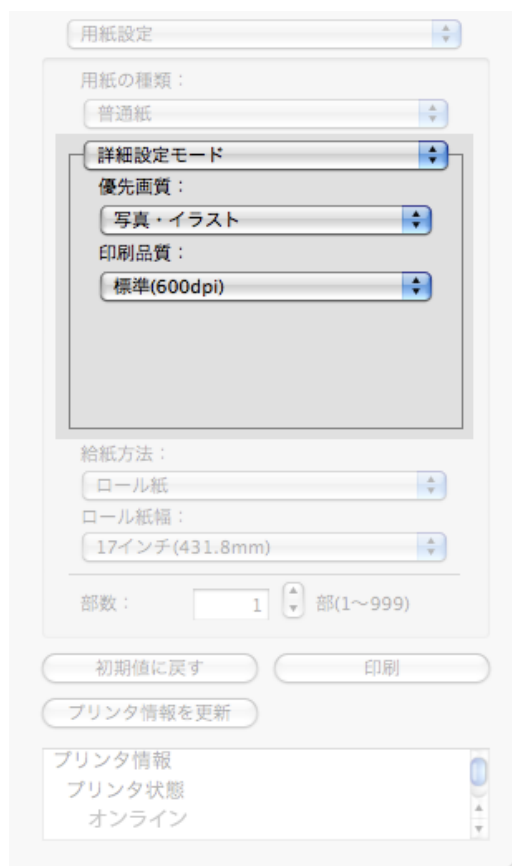 用紙設定
用紙の種類：
普通紙
詳細設定モード
優先画質：
写真・イラスト
印刷品質：
標準(600dpi)
給紙方法：
ロール紙
ロール紙幅：
17インチ(431.8mm)
部数： 1 部(1～999)
初期値に戻す 印刷
プリンタ情報を更新
プリンタ情報
プリンタ状態
オンライン